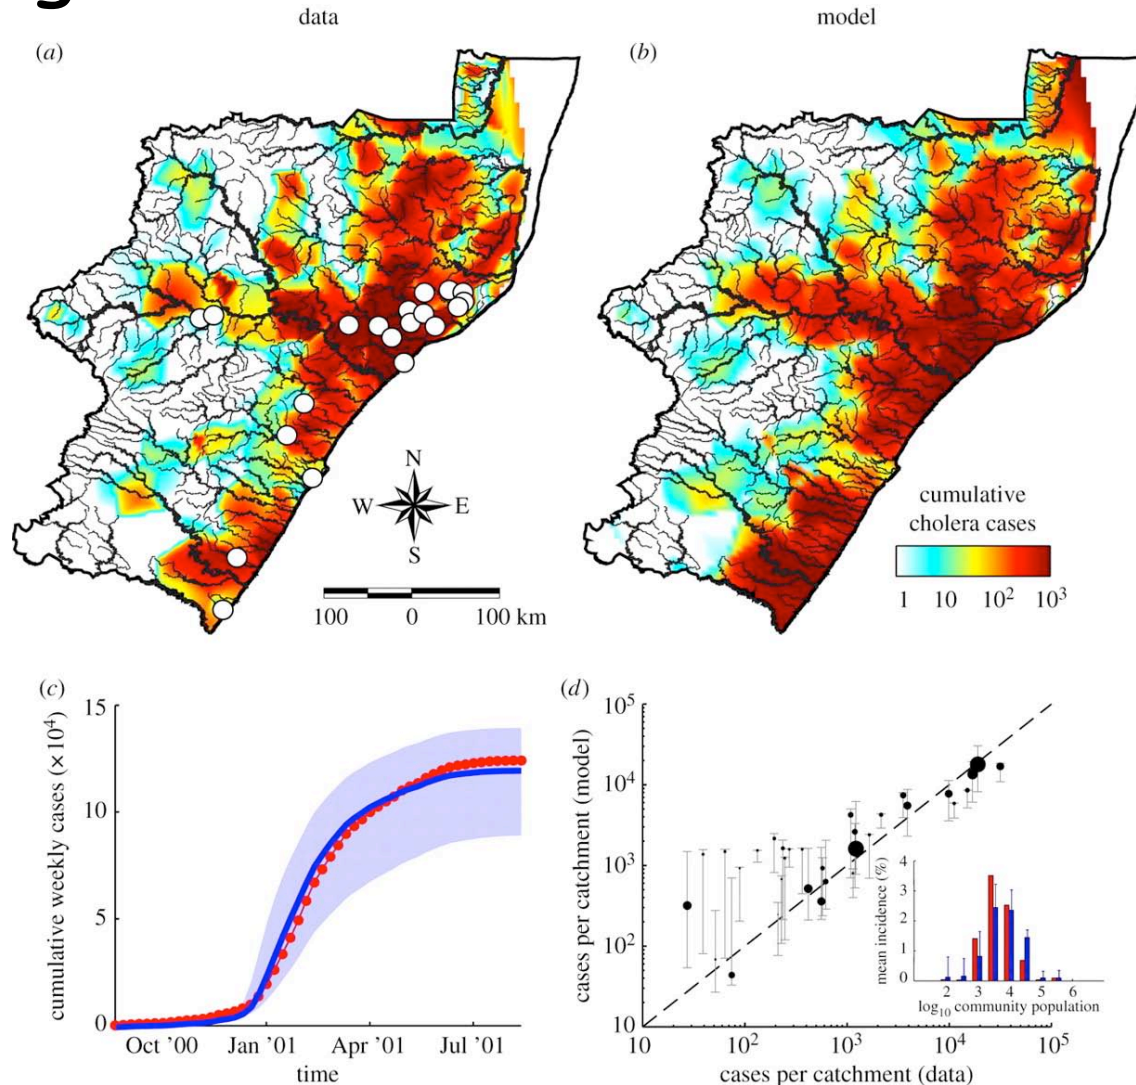 data
model
(a)
(b)
N
W E
S
100 0 100 km
cumulative
cholera cases
1 10 10² 10³
(c)
cumulative weekly cases (×10⁴)
15
10
5
0
Oct '00 Jan '01 Apr '01 Jul '01
time
(d)
cases per catchment (model)
10⁵
10⁴
10³
10²
10
10 10² 10³ 10⁴ 10⁵
cases per catchment (data)
mean incidence (%)
4
3
2
1
0
2 3 4 5 6
log₁₀ community population